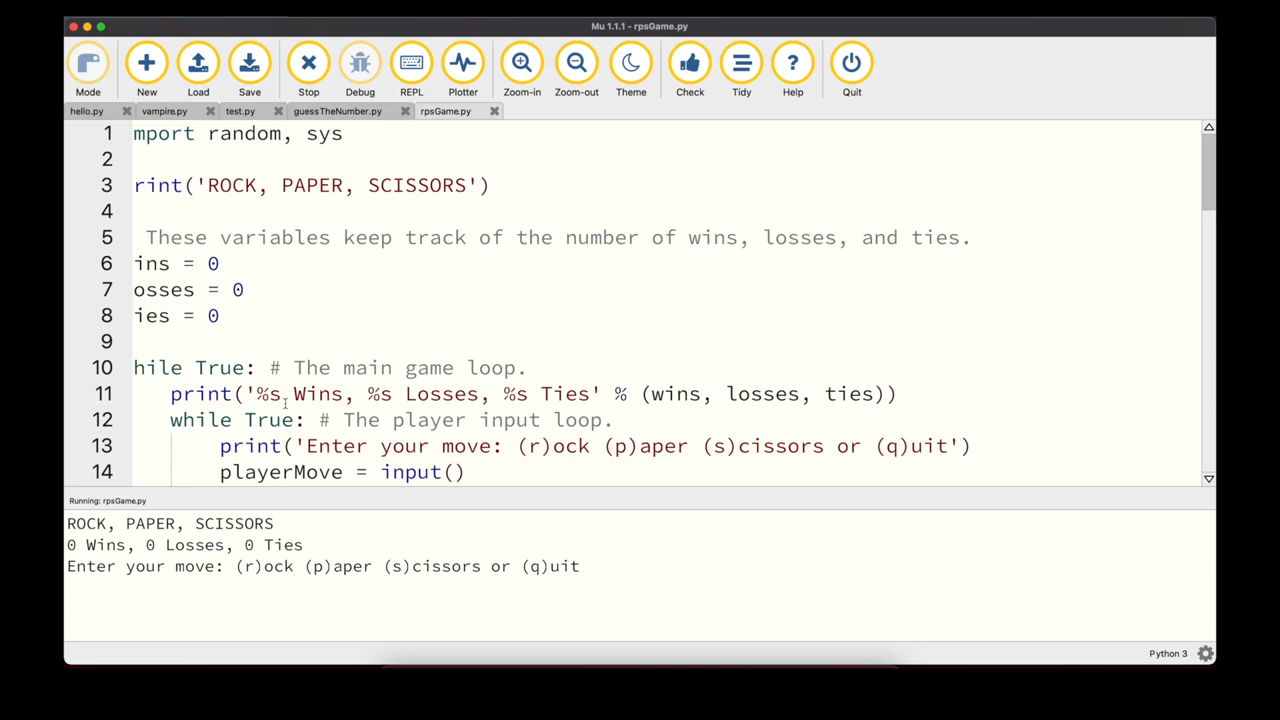 Mu 1.1.1 - rpsGame.py
Mode New Load Save Stop Debug REPL Plotter Zoom-in Zoom-out Theme Check Tidy Help Quit
hello.py vampire.py test.py guessTheNumber.py rpsGame.py
1 mport random, sys
2
3 rint('ROCK, PAPER, SCISSORS')
4
5 These variables keep track of the number of wins, losses, and ties.
6 ins = 0
7 osses = 0
8 ies = 0
9
10 hile True: # The main game loop.
11 print('%s Wins, %s Losses, %s Ties' % (wins, losses, ties))
12 while True: # The player input loop.
13 print('Enter your move: (r)ock (p)aper (s)cissors or (q)uit')
14 playerMove = input()
Running: rpsGame.py
ROCK, PAPER, SCISSORS
0 Wins, 0 Losses, 0 Ties
Enter your move: (r)ock (p)aper (s)cissors or (q)uit
Python 3